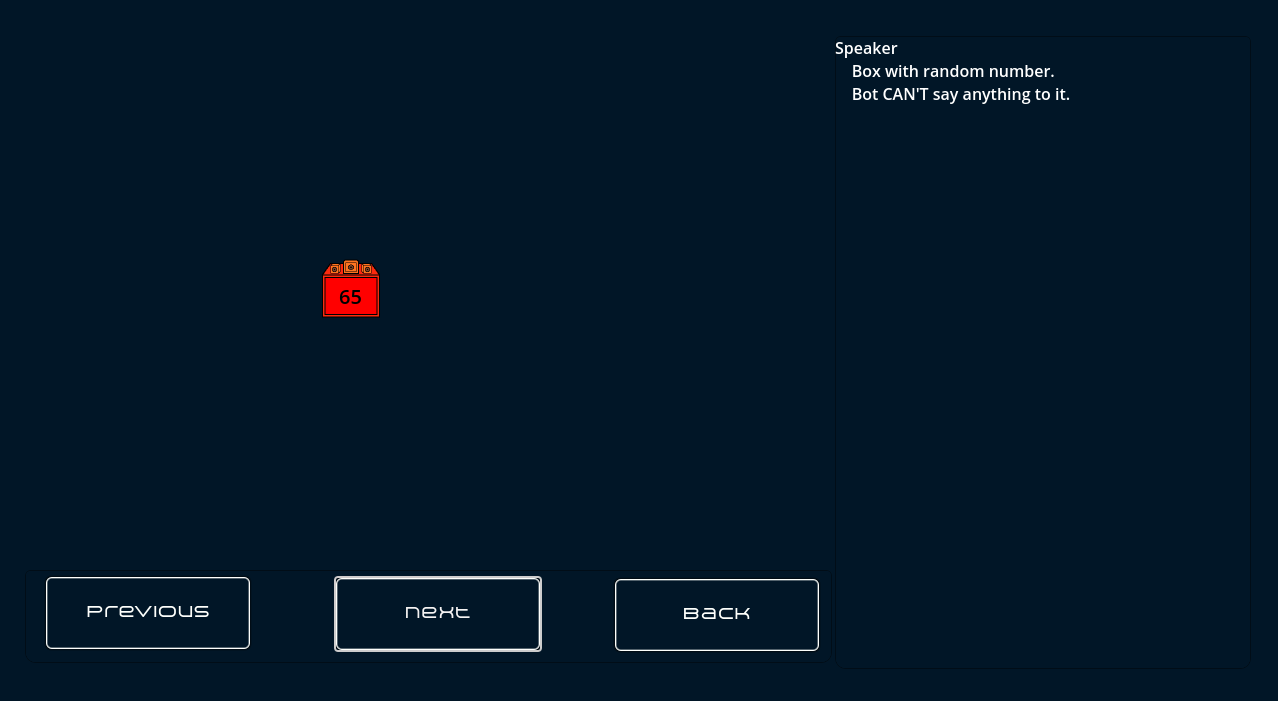 Speaker
Box with random number.
Bot CAN'T say anything to it.
65
Previous
Next
Back